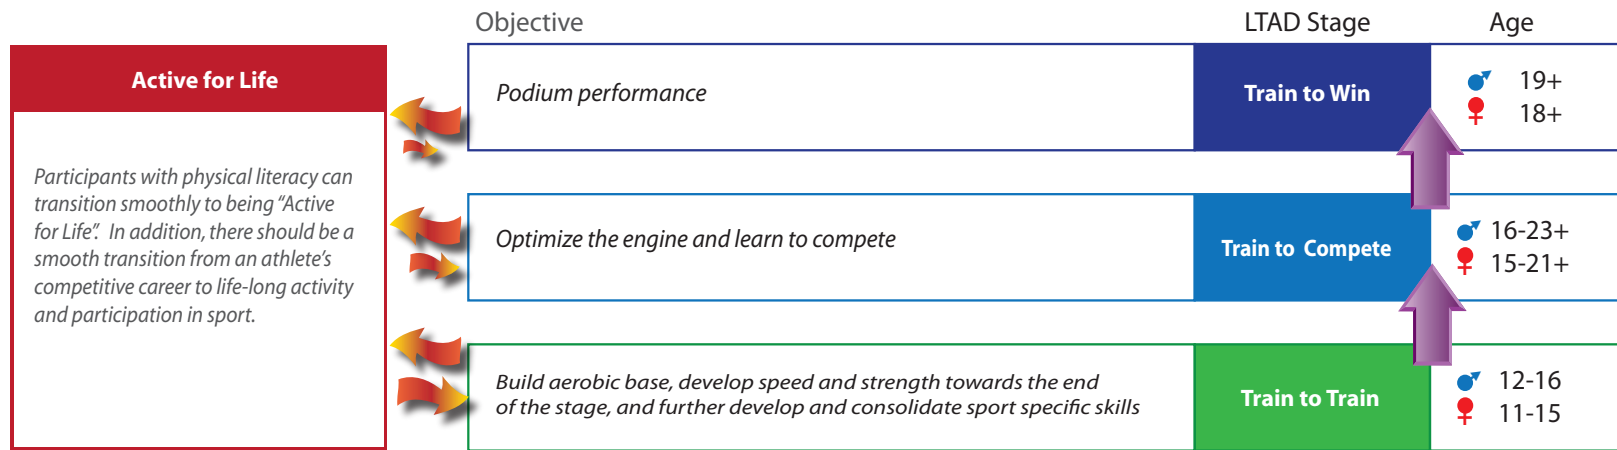 Objective
LTAD Stage
Age
Active for Life
Participants with physical literacy can
transition smoothly to being "Active
for Life". In addition, there should be a
smooth transition from an athlete's
competitive career to life-long activity
and participation in sport.
Podium performance
Train to Win
19+
18+
Optimize the engine and learn to compete
Train to Compete
16-23+
15-21+
Build aerobic base, develop speed and strength towards the end
of the stage, and further develop and consolidate sport specific skills
Train to Train
12-16
11-15